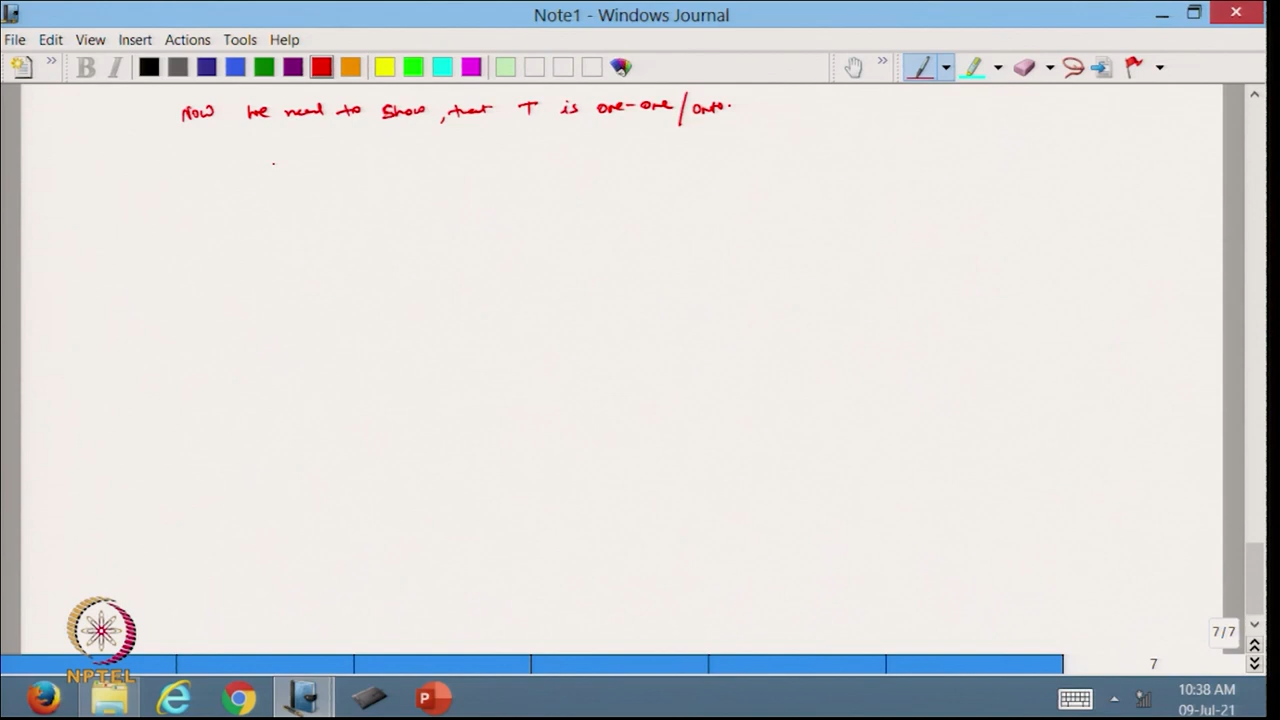 Note1 - Windows Journal
File Edit View Insert Actions Tools Help
B I
Now we need to show, that T is one-one/onto.
7/7
7
NPTEL
10:38 AM
09-Jul-21